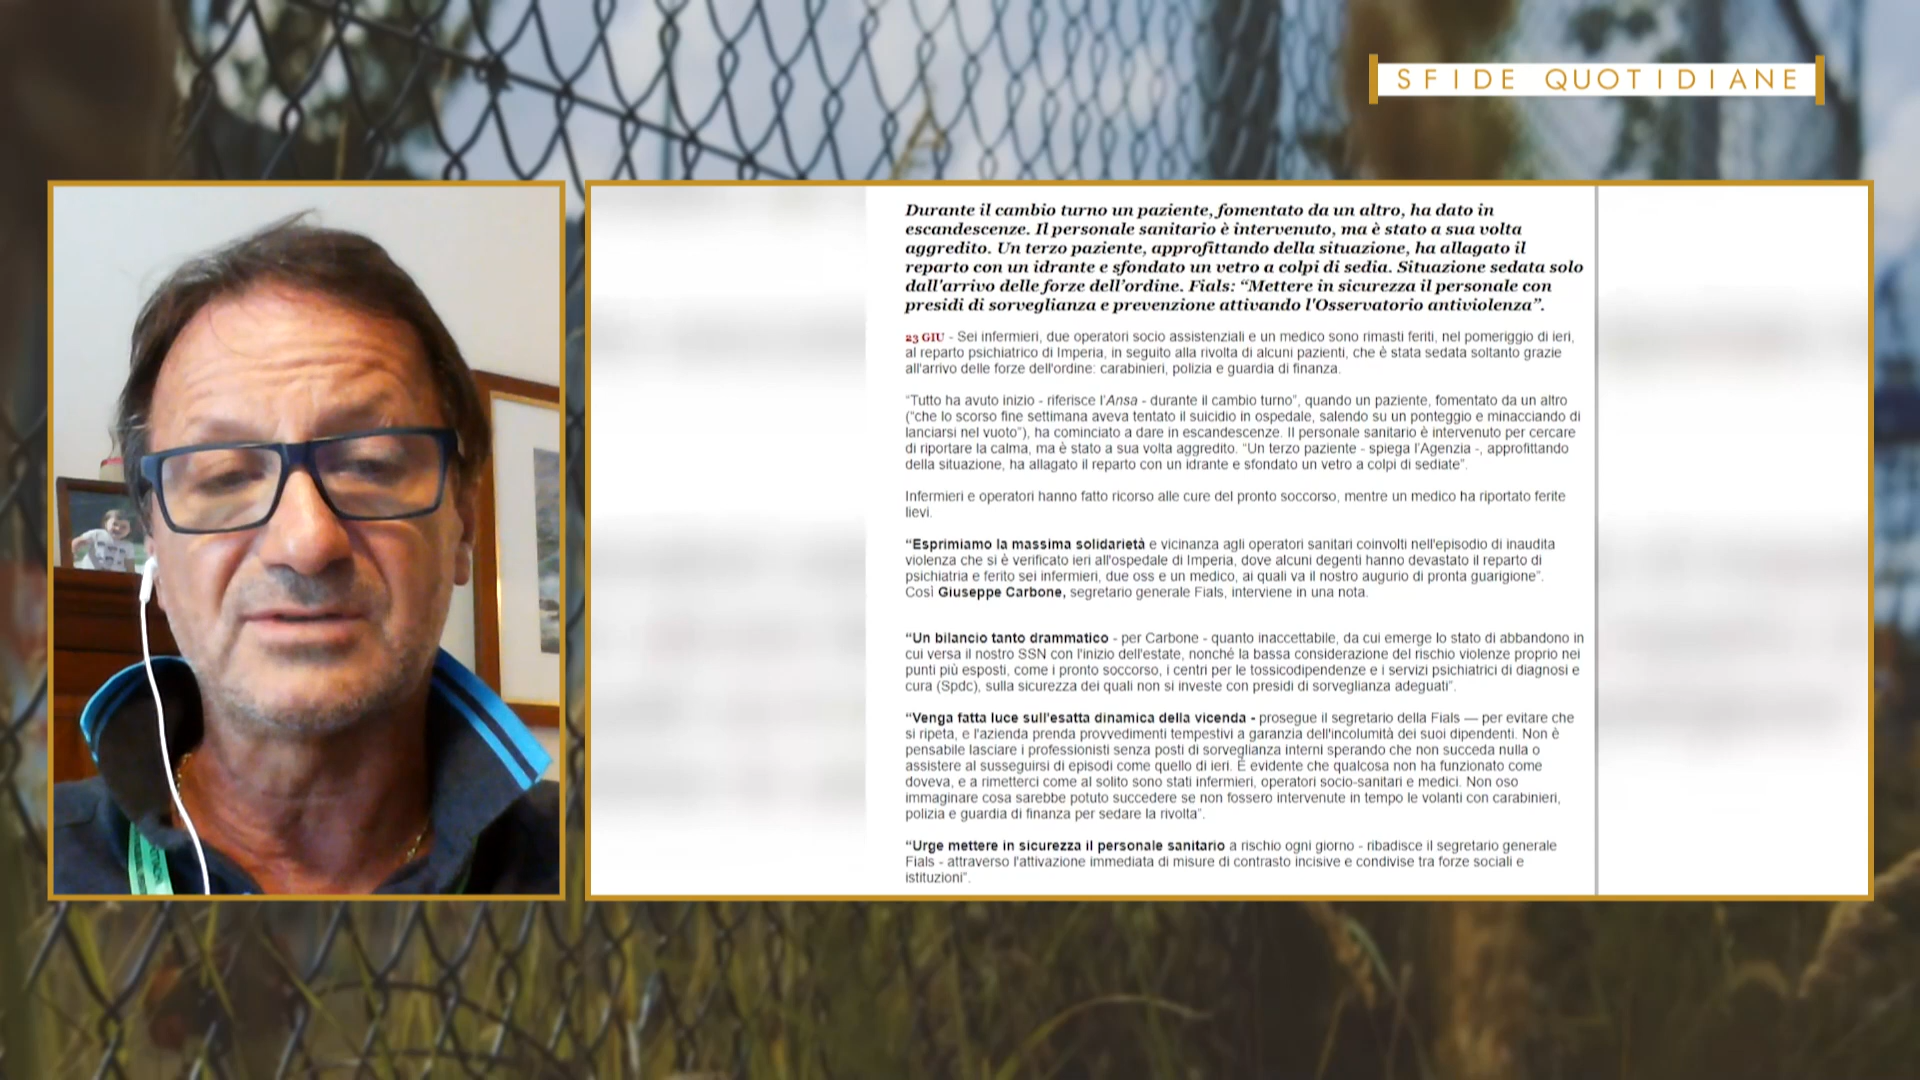 SFIDE QUOTIDIANE
Durante il cambio turno un paziente, fomentato da un altro, ha dato in
escandescenze. Il personale sanitario è intervenuto, ma è stato a sua volta
aggredito. Un terzo paziente, approfittando della situazione, ha allagato il
reparto con un idrante e sfondato un vetro a colpi di sedia. Situazione sedata solo
dall'arrivo delle forze dell'ordine. Fials: “Mettere in sicurezza il personale con
presidi di sorveglianza e prevenzione attivando l'Osservatorio antiviolenza”.
23 GIU - Sei infermieri, due operatori socio assistenziali e un medico sono rimasti feriti, nel pomeriggio di ieri,
al reparto psichiatrico di Imperia, in seguito alla rivolta di alcuni pazienti, che è stata sedata soltanto grazie
all'arrivo delle forze dell'ordine: carabinieri, polizia e guardia di finanza.
“Tutto ha avuto inizio - riferisce l'Ansa - durante il cambio turno”, quando un paziente, fomentato da un altro
(“che lo scorso fine settimana aveva tentato il suicidio in ospedale, salendo su un ponteggio e minacciando di
lanciarsi nel vuoto”), ha cominciato a dare in escandescenze. Il personale sanitario è intervenuto per cercare
di riportare la calma, ma è stato a sua volta aggredito. “Un terzo paziente - spiega l'Agenzia -, approfittando
della situazione, ha allagato il reparto con un idrante e sfondato un vetro a colpi di sediate”.
Infermieri e operatori hanno fatto ricorso alle cure del pronto soccorso, mentre un medico ha riportato ferite
lievi.
“Esprimiamo la massima solidarietà e vicinanza agli operatori sanitari coinvolti nell'episodio di inaudita
violenza che si è verificato ieri all'ospedale di Imperia, dove alcuni degenti hanno devastato il reparto di
psichiatria e ferito sei infermieri, due oss e un medico, ai quali va il nostro augurio di pronta guarigione”.
Così Giuseppe Carbone, segretario generale Fials, interviene in una nota.
“Un bilancio tanto drammatico - per Carbone - quanto inaccettabile, da cui emerge lo stato di abbandono in
cui versa il nostro SSN con l'inizio dell'estate, nonché la bassa considerazione del rischio violenze proprio nei
punti più esposti, come i pronto soccorso, i centri per le tossicodipendenze e i servizi psichiatrici di diagnosi e
cura (Spdc), sulla sicurezza dei quali non si investe con presidi di sorveglianza adeguati”.
“Venga fatta luce sull'esatta dinamica della vicenda - prosegue il segretario della Fials — per evitare che
si ripeta, e l'azienda prenda provvedimenti tempestivi a garanzia dell'incolumità dei suoi dipendenti. Non è
pensabile lasciare i professionisti senza posti di sorveglianza interni sperando che non succeda nulla o
assistere al susseguirsi di episodi come quello di ieri. È evidente che qualcosa non ha funzionato come
doveva, e a rimetterci come al solito sono stati infermieri, operatori socio-sanitari e medici. Non oso
immaginare cosa sarebbe potuto succedere se non fossero intervenute in tempo le volanti con carabinieri,
polizia e guardia di finanza per sedare la rivolta”.
“Urge mettere in sicurezza il personale sanitario a rischio ogni giorno - ribadisce il segretario generale
Fials - attraverso l'attivazione immediata di misure di contrasto incisive e condivise tra forze sociali e
istituzioni”.